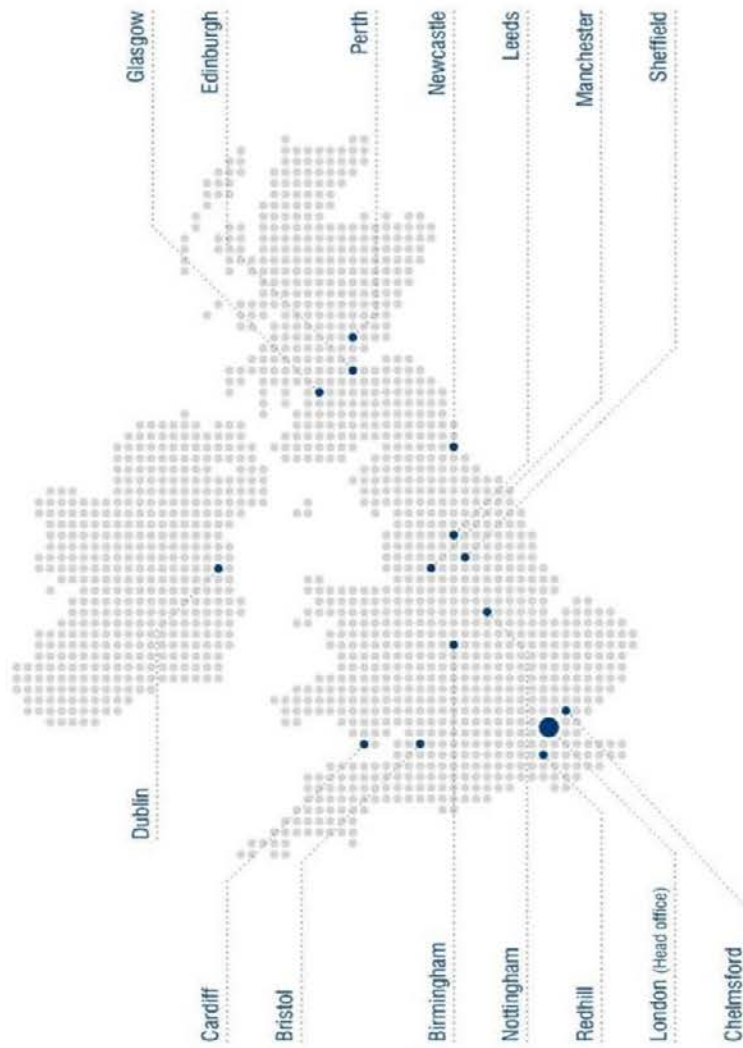 Glasgow
Edinburgh
Perth
Newcastle
Leeds
Manchester
Sheffield
Dublin
Cardiff
Bristol
Birmingham
Nottingham
Redhill
London (Head office)
Chelmsford